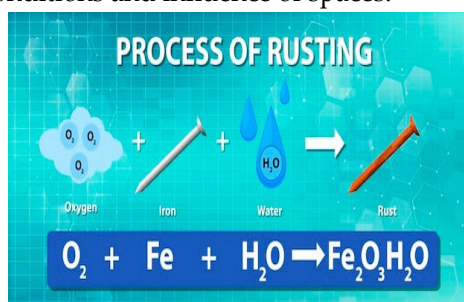 PROCESS OF RUSTING
O₂ O₂
O₂
+ + H₂O
Oxygen Iron Water Rust
O₂ + Fe + H₂O → Fe₂O₃H₂O